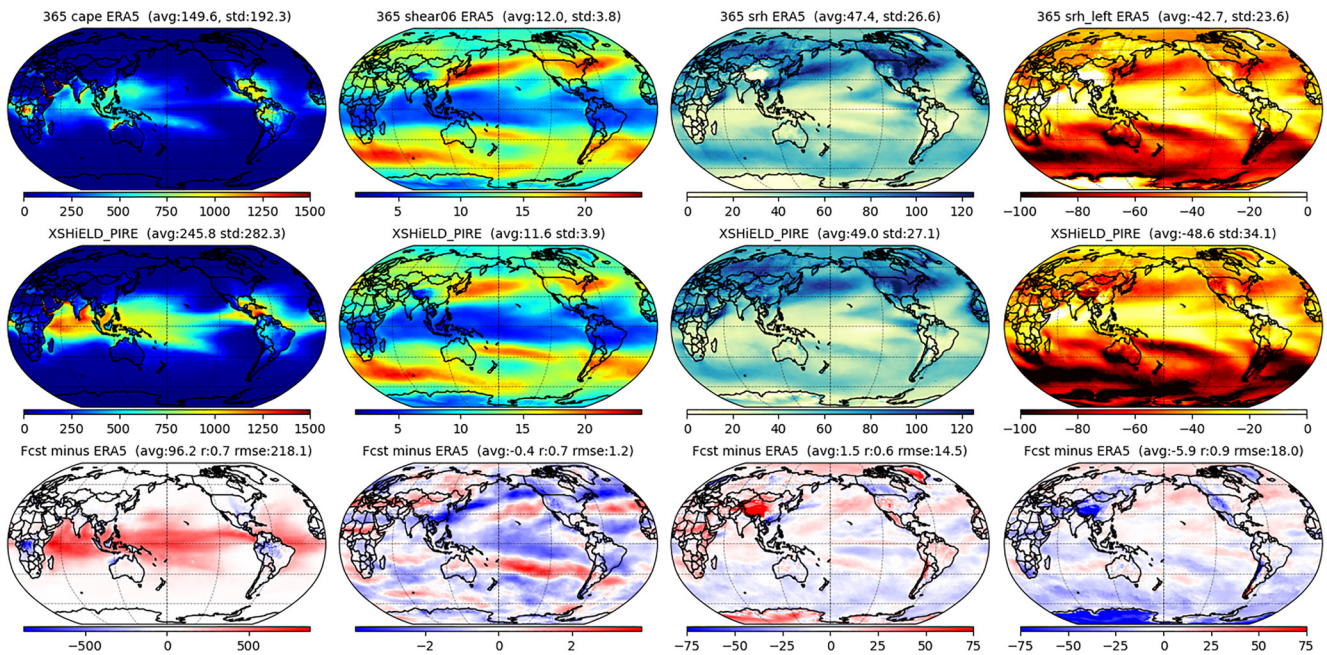 365 cape ERA5 (avg:149.6, std:192.3)
365 shear06 ERA5 (avg:12.0, std:3.8)
365 srh ERA5 (avg:47.4, std:26.6)
365 srh_left ERA5 (avg:-42.7, std:23.6)
0 250 500 750 1000 1250 1500
5 10 15 20
0 20 40 60 80 100 120
−100 −80 −60 −40 −20 0
XSHiELD_PIRE (avg:245.8 std:282.3)
XSHiELD_PIRE (avg:11.6 std:3.9)
XSHiELD_PIRE (avg:49.0 std:27.1)
XSHiELD_PIRE (avg:-48.6 std:34.1)
0 250 500 750 1000 1250 1500
5 10 15 20
0 20 40 60 80 100 120
−100 −80 −60 −40 −20 0
Fcst minus ERA5 (avg:96.2 r:0.7 rmse:218.1)
Fcst minus ERA5 (avg:-0.4 r:0.7 rmse:1.2)
Fcst minus ERA5 (avg:1.5 r:0.6 rmse:14.5)
Fcst minus ERA5 (avg:-5.9 r:0.9 rmse:18.0)
−500 0 500
−2 0 2
−75 −50 −25 0 25 50 75
−75 −50 −25 0 25 50 75